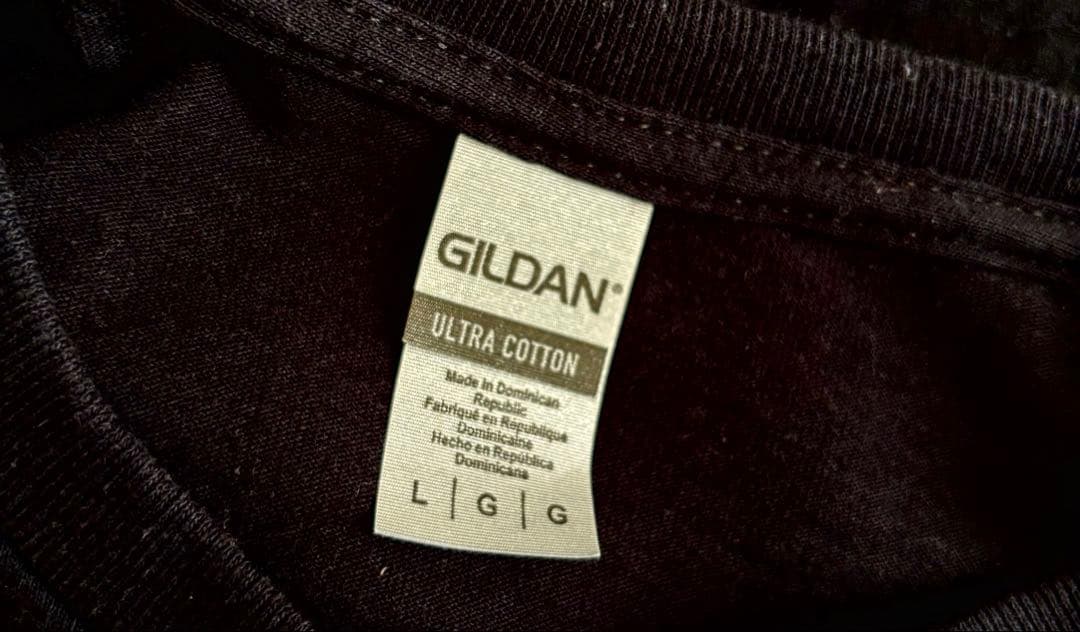 GILDAN®
ULTRA COTTON
Made in Dominican
Republic
Fabriqué en République
Dominicaine
Hecho en República
Dominicana
L | G | G